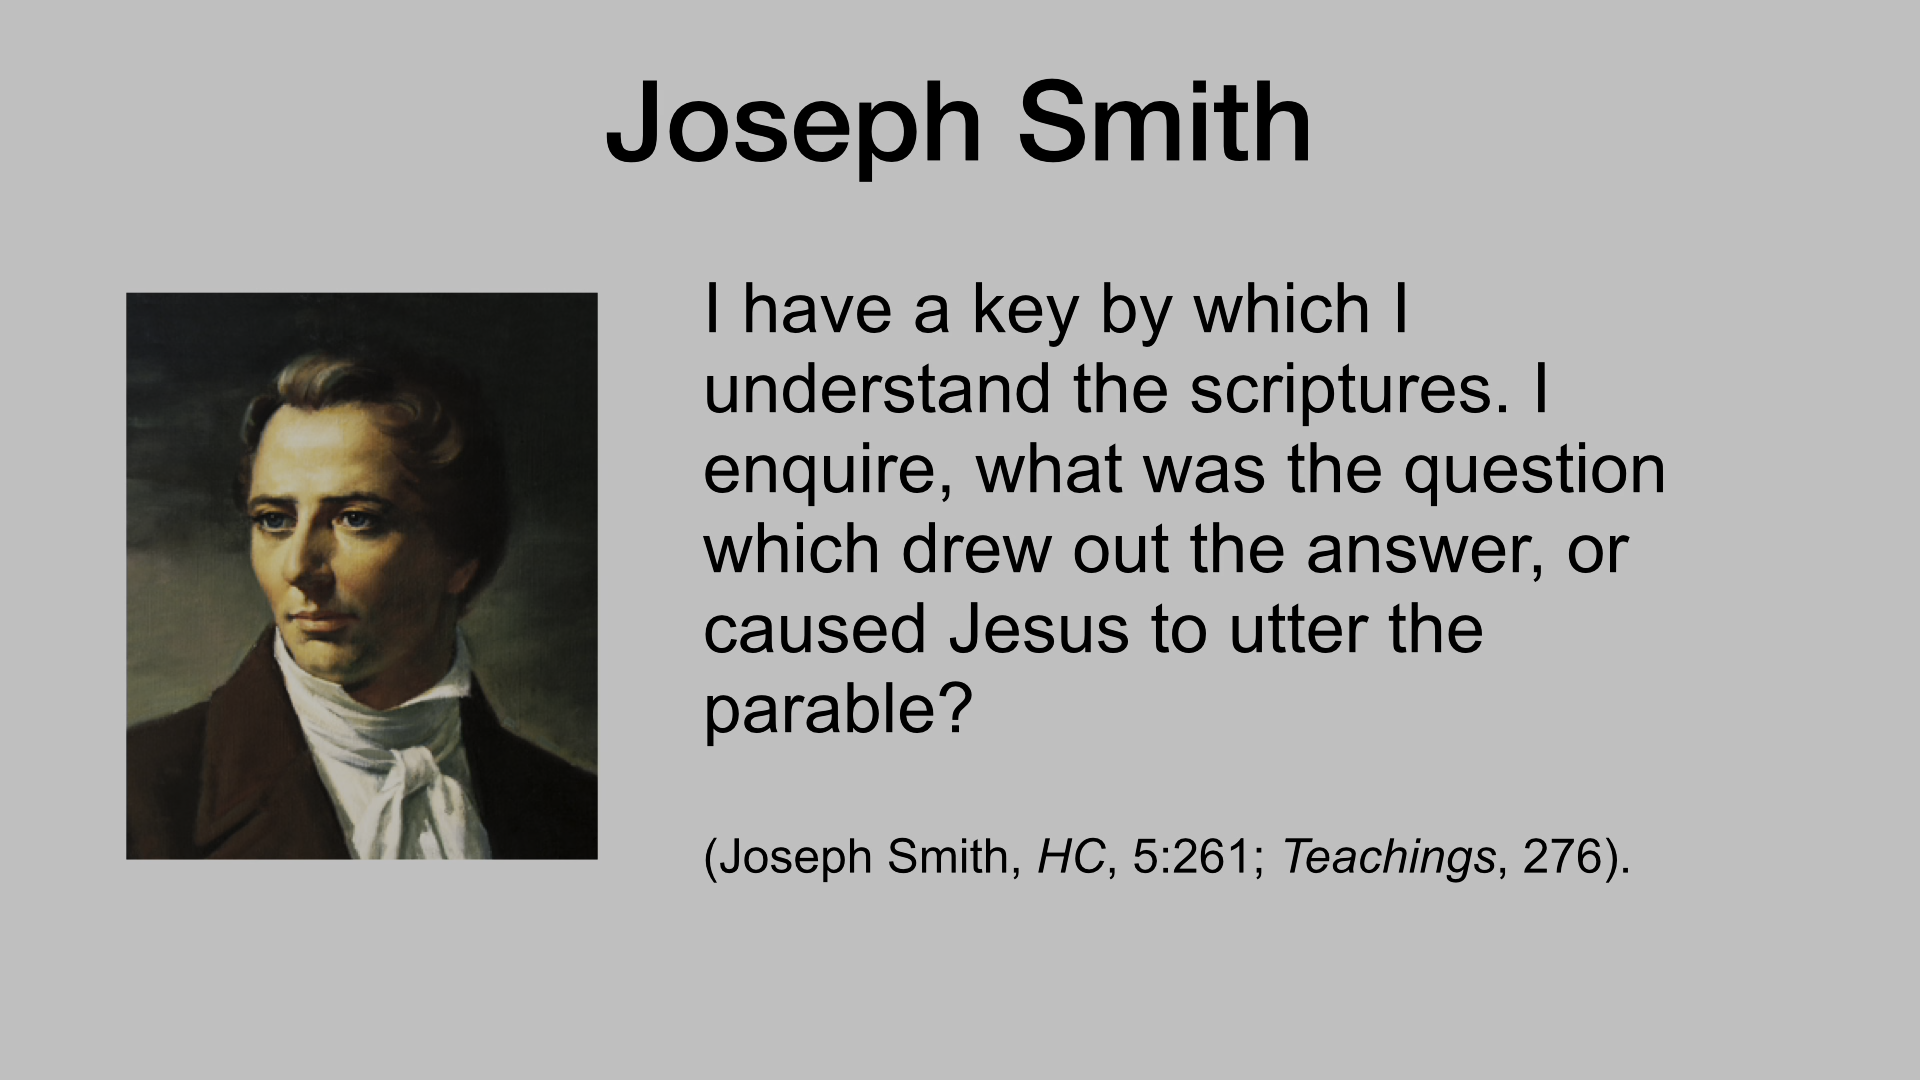 Joseph Smith
I have a key by which I
understand the scriptures. I
enquire, what was the question
which drew out the answer, or
caused Jesus to utter the
parable?
(Joseph Smith, HC, 5:261; Teachings, 276).